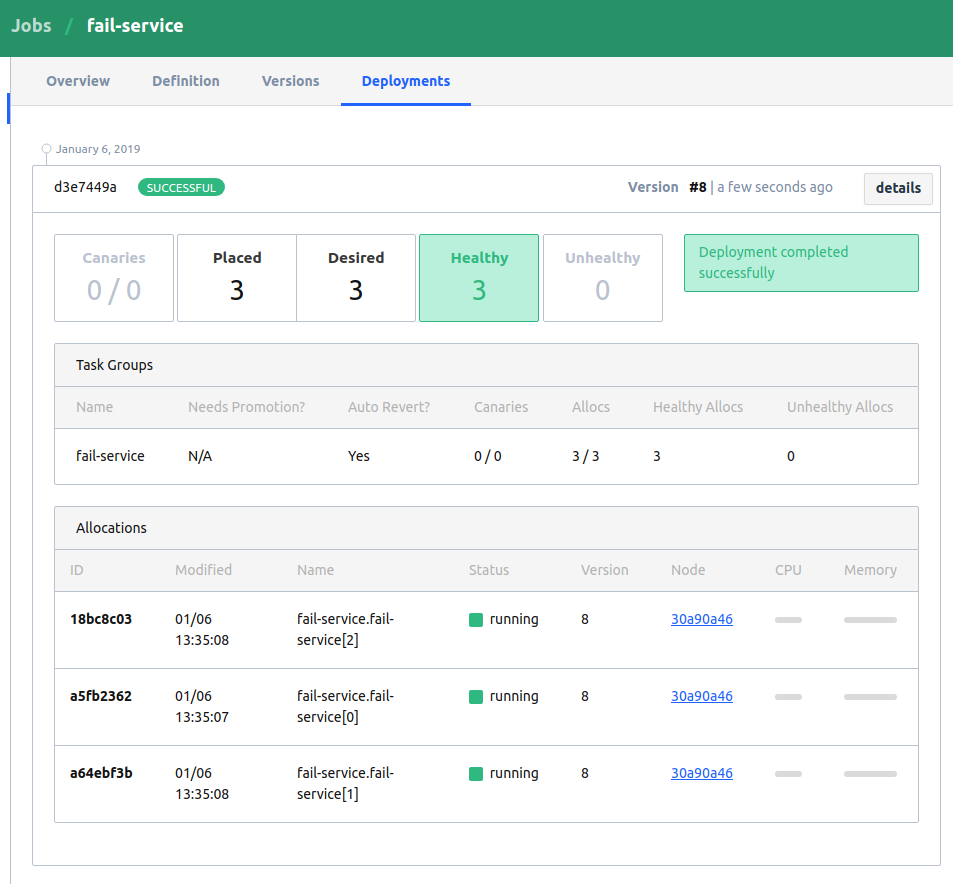 Jobs / fail-service
Overview Definition Versions Deployments
January 6, 2019
d3e7449a SUCCESSFUL Version #8 | a few seconds ago details
Canaries Placed Desired Healthy Unhealthy
0 / 0 3 3 3 0
Deployment completed
successfully
Task Groups
Name Needs Promotion? Auto Revert? Canaries Allocs Healthy Allocs Unhealthy Allocs
fail-service N/A Yes 0 / 0 3 / 3 3 0
Allocations
ID Modified Name Status Version Node CPU Memory
18bc8c03 01/06 fail-service.fail- running 8 30a90a46
13:35:08 service[2]
a5fb2362 01/06 fail-service.fail- running 8 30a90a46
13:35:07 service[0]
a64ebf3b 01/06 fail-service.fail- running 8 30a90a46
13:35:08 service[1]